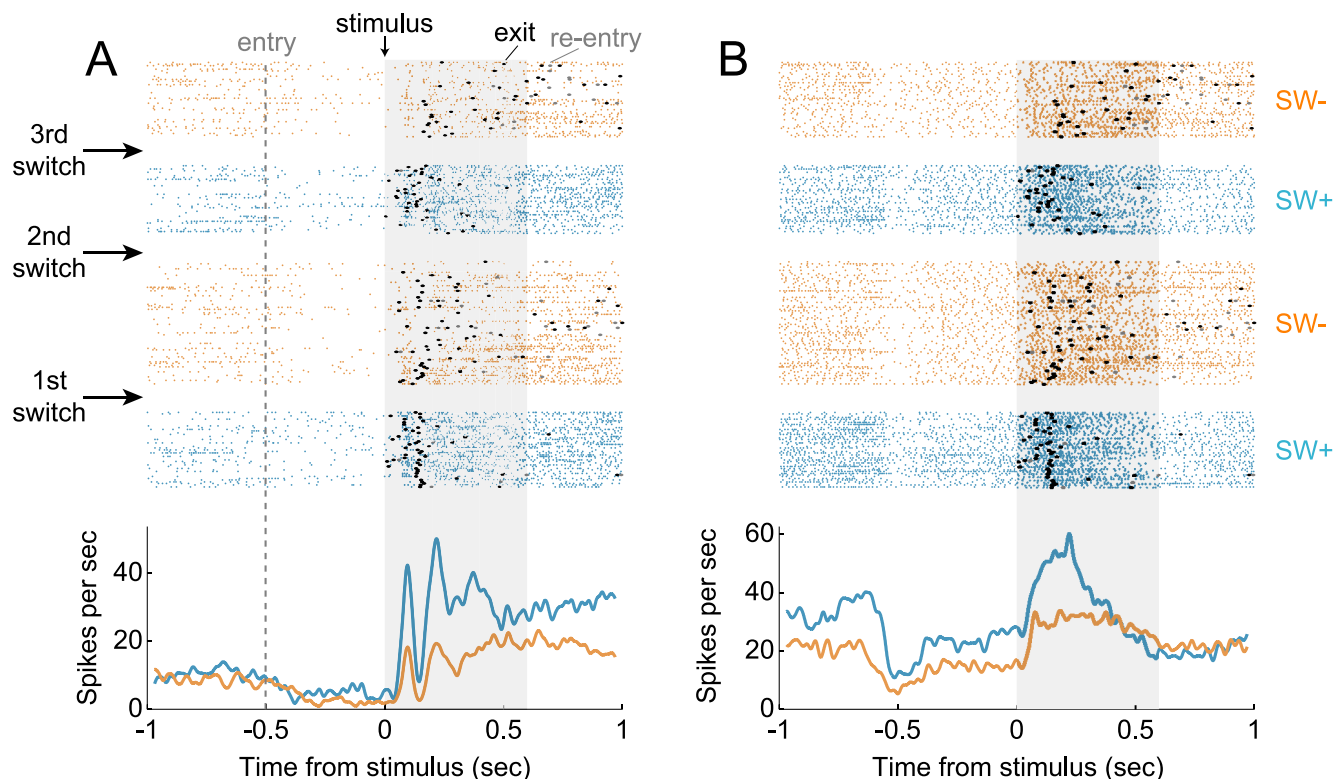 A
entry
stimulus
exit
re-entry
B
3rd
switch
2nd
switch
1st
switch
SW-
SW+
SW-
SW+
Spikes per sec
40
20
0
-1
-0.5
0
0.5
1
Time from stimulus (sec)
Spikes per sec
60
40
20
0
-1
-0.5
0
0.5
1
Time from stimulus (sec)